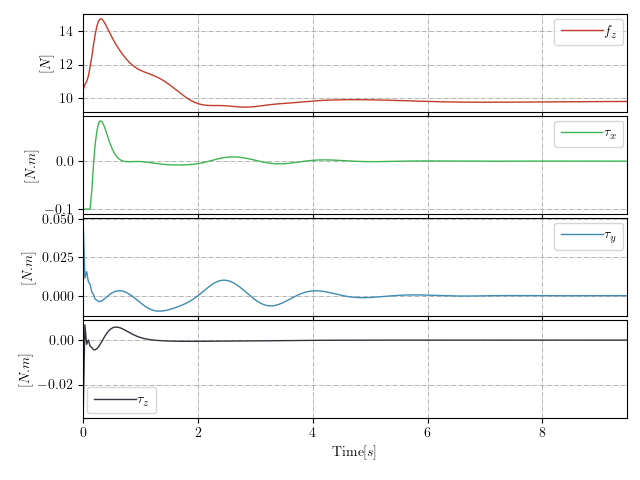 14
12
10
[N]
f_z
0.0
−0.1
[N.m]
τ_x
0.050
0.025
0.000
[N.m]
τ_y
0.00
−0.02
[N.m]
τ_z
0 2 4 6 8
Time[s]